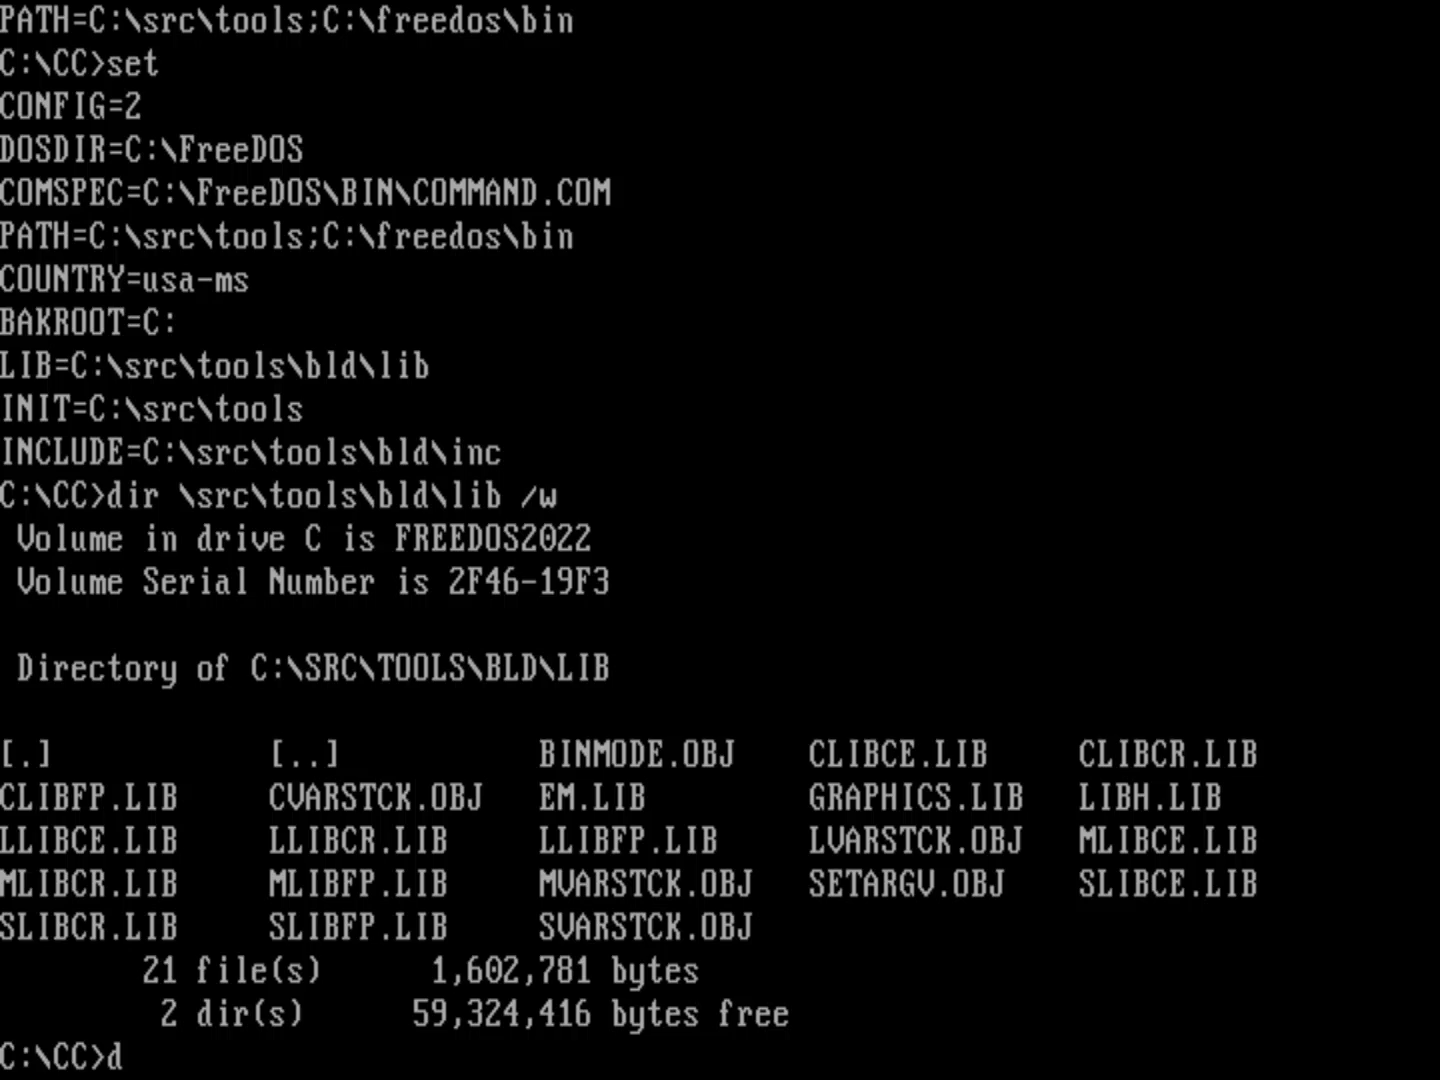 PATH=C:\src\tools;C:\freedos\bin
C:\CC>set
CONFIG=2
DOSDIR=C:\FreeDOS
COMSPEC=C:\FreeDOS\BIN\COMMAND.COM
PATH=C:\src\tools;C:\freedos\bin
COUNTRY=usa-ms
BAKROOT=C:
LIB=C:\src\tools\bld\lib
INIT=C:\src\tools
INCLUDE=C:\src\tools\bld\inc
C:\CC>dir \src\tools\bld\lib /w
 Volume in drive C is FREEDOS2022
 Volume Serial Number is 2F46-19F3
 Directory of C:\SRC\TOOLS\BLD\LIB
[.]            [..]           BINMODE.OBJ    CLIBCE.LIB     CLIBCR.LIB
CLIBFP.LIB     CVARSTCK.OBJ   EM.LIB         GRAPHICS.LIB   LIBH.LIB
LLIBCE.LIB     LLIBCR.LIB     LLIBFP.LIB     LVARSTCK.OBJ   MLIBCE.LIB
MLIBCR.LIB     MLIBFP.LIB     MVARSTCK.OBJ   SETARGV.OBJ    SLIBCE.LIB
SLIBCR.LIB     SLIBFP.LIB     SVARSTCK.OBJ
        21 file(s)      1,602,781 bytes
         2 dir(s)      59,324,416 bytes free
C:\CC>d